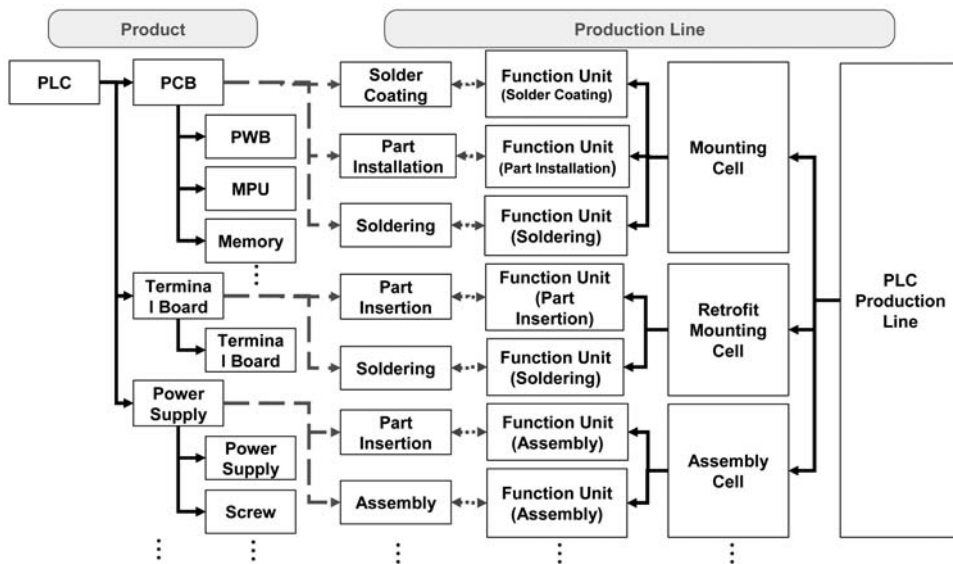 Product
Production Line
PLC
PCB
PWB
MPU
Memory
Termina
l Board
Termina
l Board
Power
Supply
Power
Supply
Screw
Solder
Coating
Part
Installation
Soldering
Part
Insertion
Soldering
Part
Insertion
Assembly
Function Unit
(Solder Coating)
Function Unit
(Part Installation)
Function Unit
(Soldering)
Function Unit
(Part
Insertion)
Function Unit
(Soldering)
Function Unit
(Assembly)
Function Unit
(Assembly)
Mounting
Cell
Retrofit
Mounting
Cell
Assembly
Cell
PLC
Production
Line